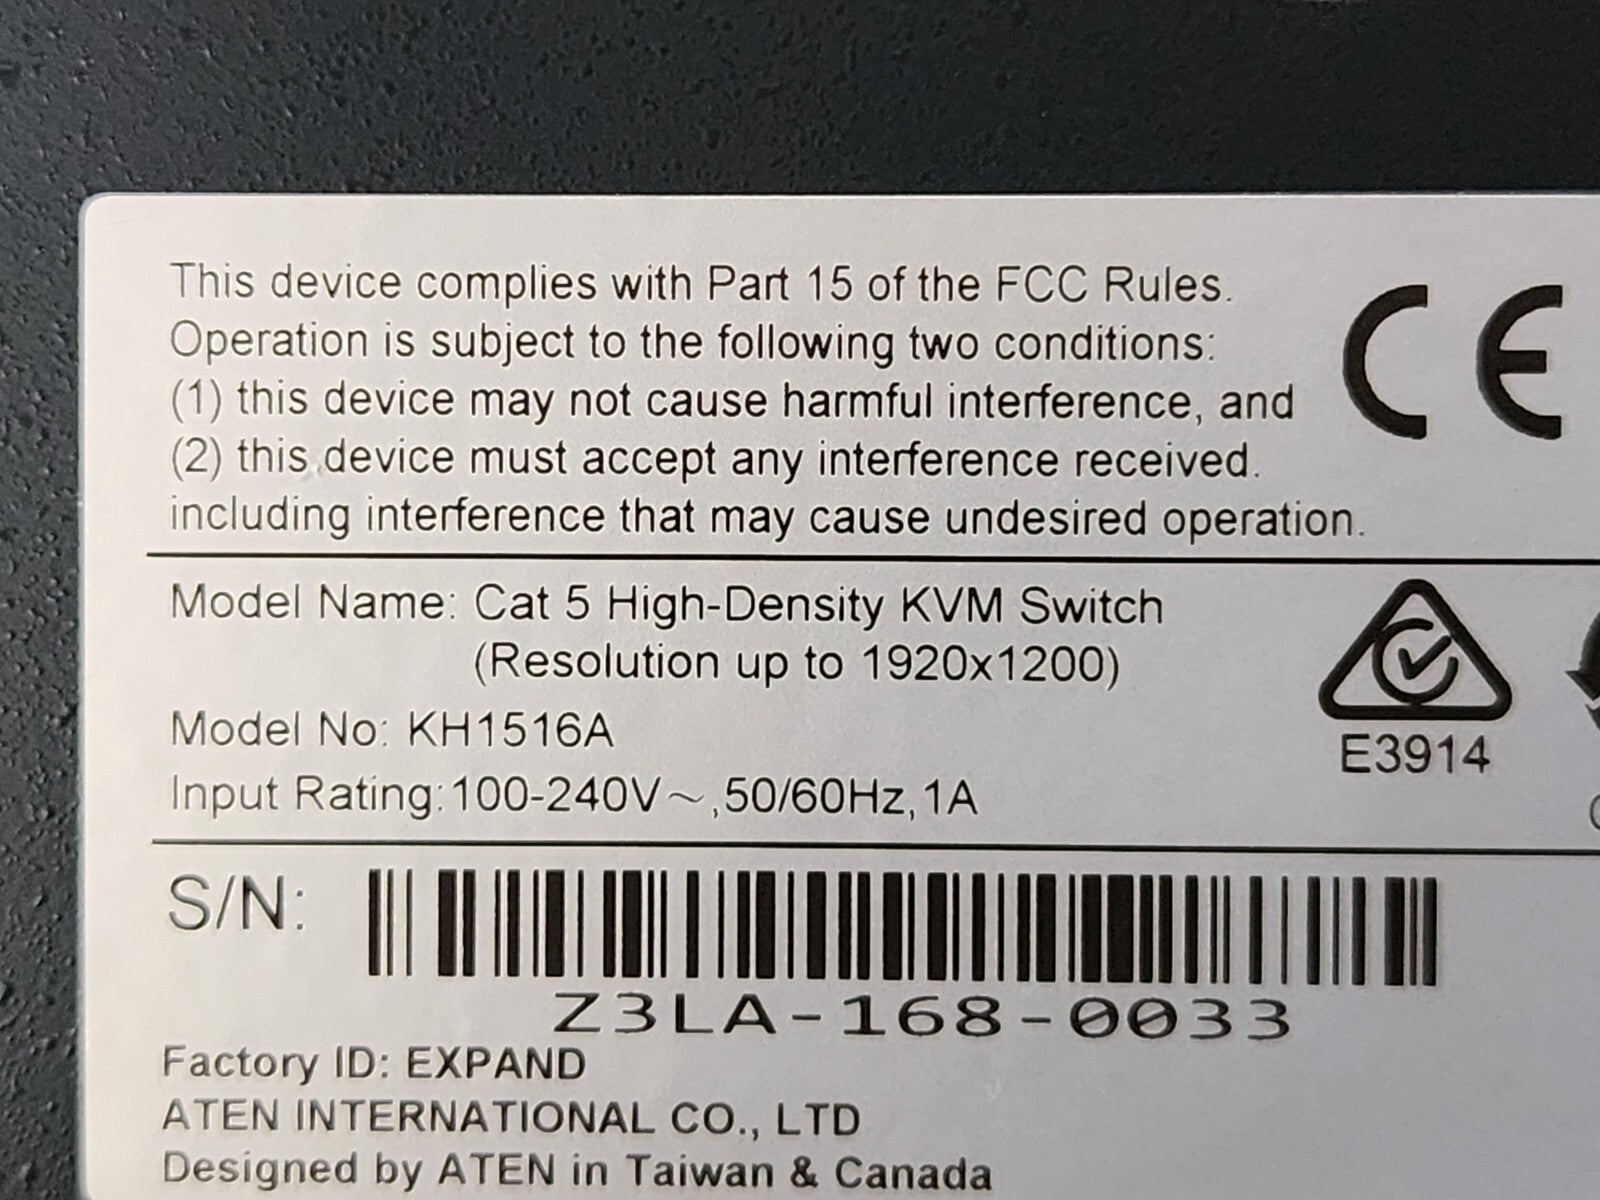 This device complies with Part 15 of the FCC Rules.
Operation is subject to the following two conditions:
(1) this device may not cause harmful interference, and
(2) this device must accept any interference received.
including interference that may cause undesired operation.
CE
Model Name: Cat 5 High-Density KVM Switch
(Resolution up to 1920x1200)
Model No: KH1516A
Input Rating:100-240V～,50/60Hz,1A
E3914
S/N:
Z3LA-168-0033
Factory ID: EXPAND
ATEN INTERNATIONAL CO., LTD
Designed by ATEN in Taiwan & Canada